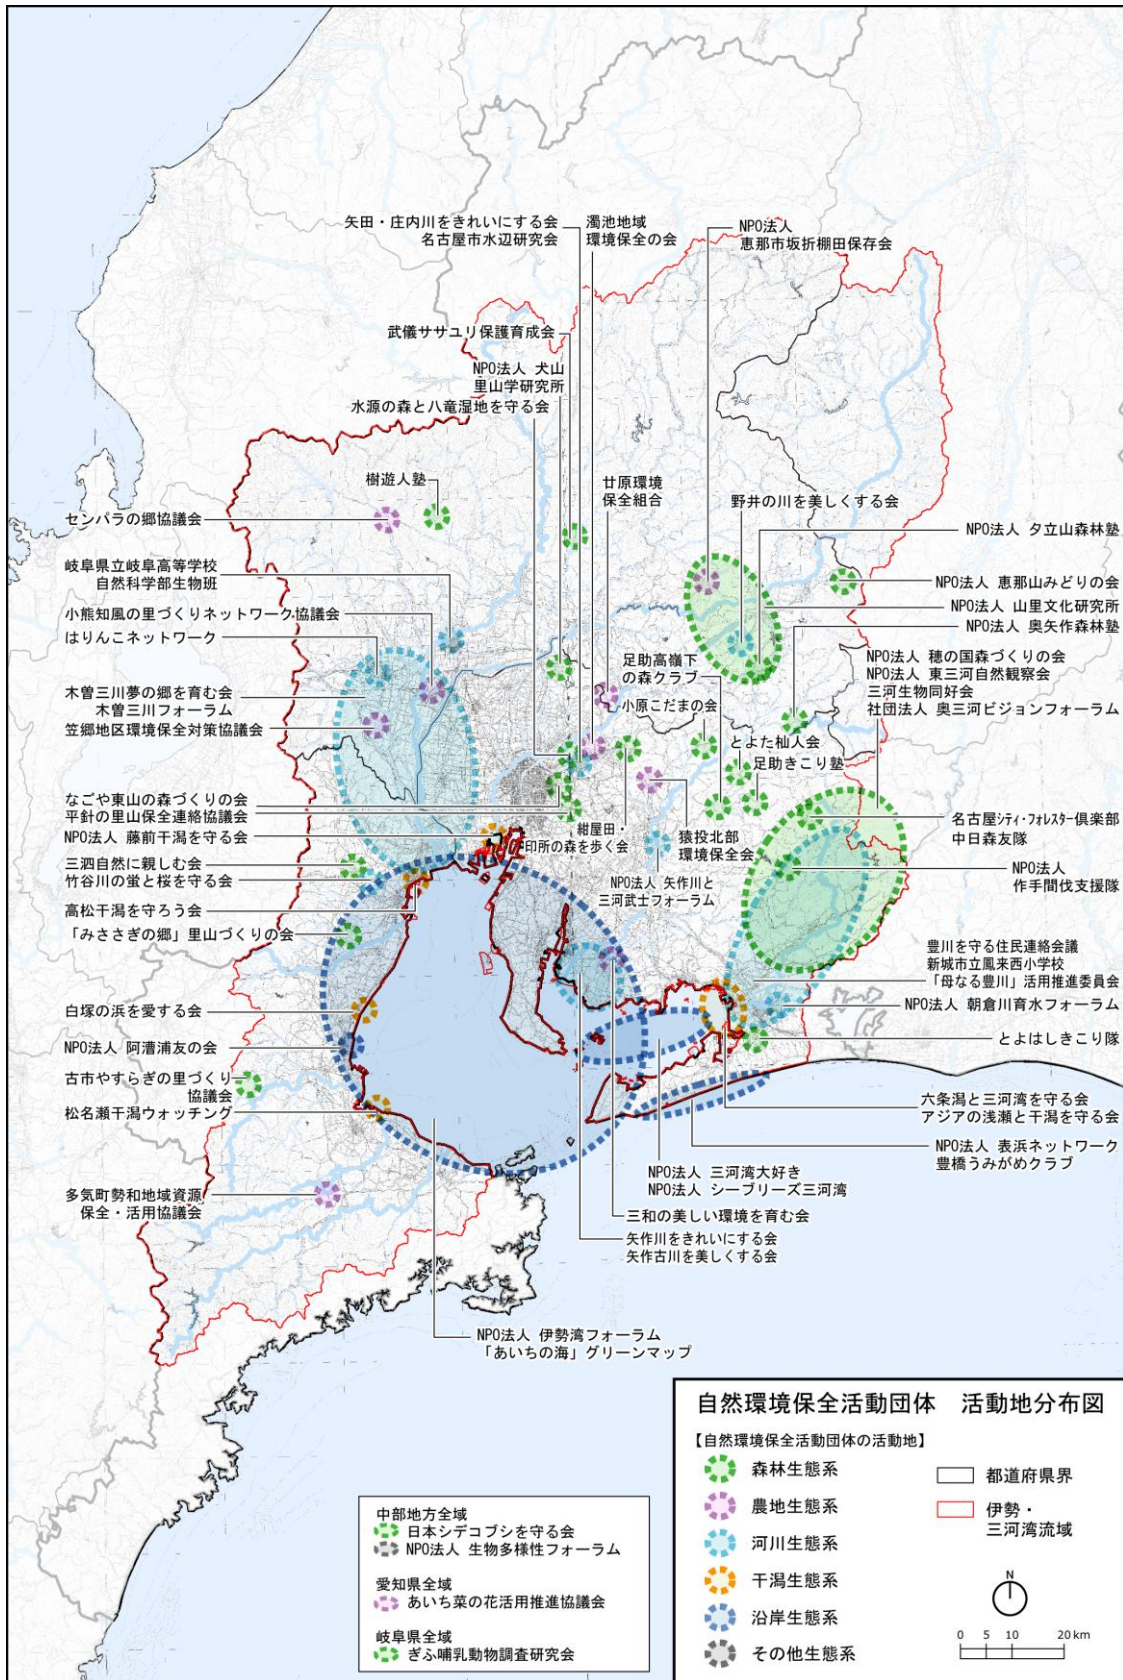 矢田・庄内川をきれいにする会
名古屋市水辺研究会
濁池地域
環境保全の会
NPO法人
恵那市坂折棚田保存会
武儀ササユリ保護育成会
NPO法人 犬山
里山学研究所
水源の森と八竜湿地を守る会
樹遊人塾
センパラの郷協議会
廿原環境
保全組合
野井の川を美しくする会
NPO法人 夕立山森林塾
岐阜県立岐阜高等学校
自然科学部生物班
NPO法人 恵那山みどりの会
小熊知風の里づくりネットワーク協議会
NPO法人 山里文化研究所
はりんこネットワーク
NPO法人 奥矢作森林塾
足助高嶺下
の森クラブ
NPO法人 穂の国森づくりの会
NPO法人 東三河自然観察会
三河生物同好会
社団法人 奥三河ビジョンフォーラム
木曽三川夢の郷を育む会
木曽三川フォーラム
小原こだまの会
笠郷地区環境保全対策協議会
とよた杣人会
足助きこり塾
なごや東山の森づくりの会
平針の里山保全連絡協議会
NPO法人 藤前干潟を守る会
紺屋田・
印所の森を歩く会
猿投北部
環境保全会
名古屋ｼﾃｨ・ﾌｫﾚｽﾀｰ倶楽部
中日森友隊
三泗自然に親しむ会
竹谷川の蛍と桜を守る会
NPO法人
作手間伐支援隊
NPO法人 矢作川と
三河武士フォーラム
高松干潟を守ろう会
「みささぎの郷」里山づくりの会
豊川を守る住民連絡会議
新城市立鳳来西小学校
「母なる豊川」活用推進委員会
白塚の浜を愛する会
NPO法人 朝倉川育水フォーラム
とよはしきこり隊
NPO法人 阿漕浦友の会
古市やすらぎの里づくり
協議会
松名瀬干潟ウォッチング
六条潟と三河湾を守る会
アジアの浅瀬と干潟を守る会
NPO法人 表浜ネットワーク
豊橋うみがめクラブ
NPO法人 三河湾大好き
NPO法人 シーブリーズ三河湾
多気町勢和地域資源
保全・活用協議会
三和の美しい環境を育む会
矢作川をきれいにする会
矢作古川を美しくする会
NPO法人 伊勢湾フォーラム
「あいちの海」グリーンマップ
自然環境保全活動団体 活動地分布図
【自然環境保全活動団体の活動地】
森林生態系
農地生態系
河川生態系
干潟生態系
沿岸生態系
その他生態系
都道府県界
伊勢・
三河湾流域
N
0 5 10 20 km
中部地方全域
日本シデコブシを守る会
NPO法人 生物多様性フォーラム
愛知県全域
あいち菜の花活用推進協議会
岐阜県全域
ぎふ哺乳動物調査研究会